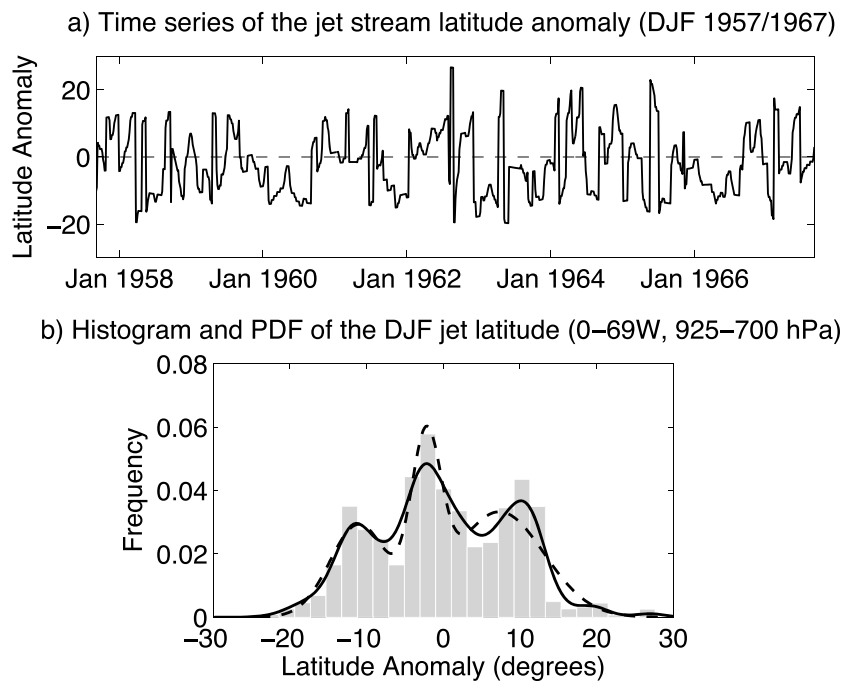 a) Time series of the jet stream latitude anomaly (DJF 1957/1967)
Latitude Anomaly
20
0
−20
Jan 1958 Jan 1960 Jan 1962 Jan 1964 Jan 1966
b) Histogram and PDF of the DJF jet latitude (0−69W, 925−700 hPa)
Frequency
0.08
0.06
0.04
0.02
0
−30 −20 −10 0 10 20 30
Latitude Anomaly (degrees)